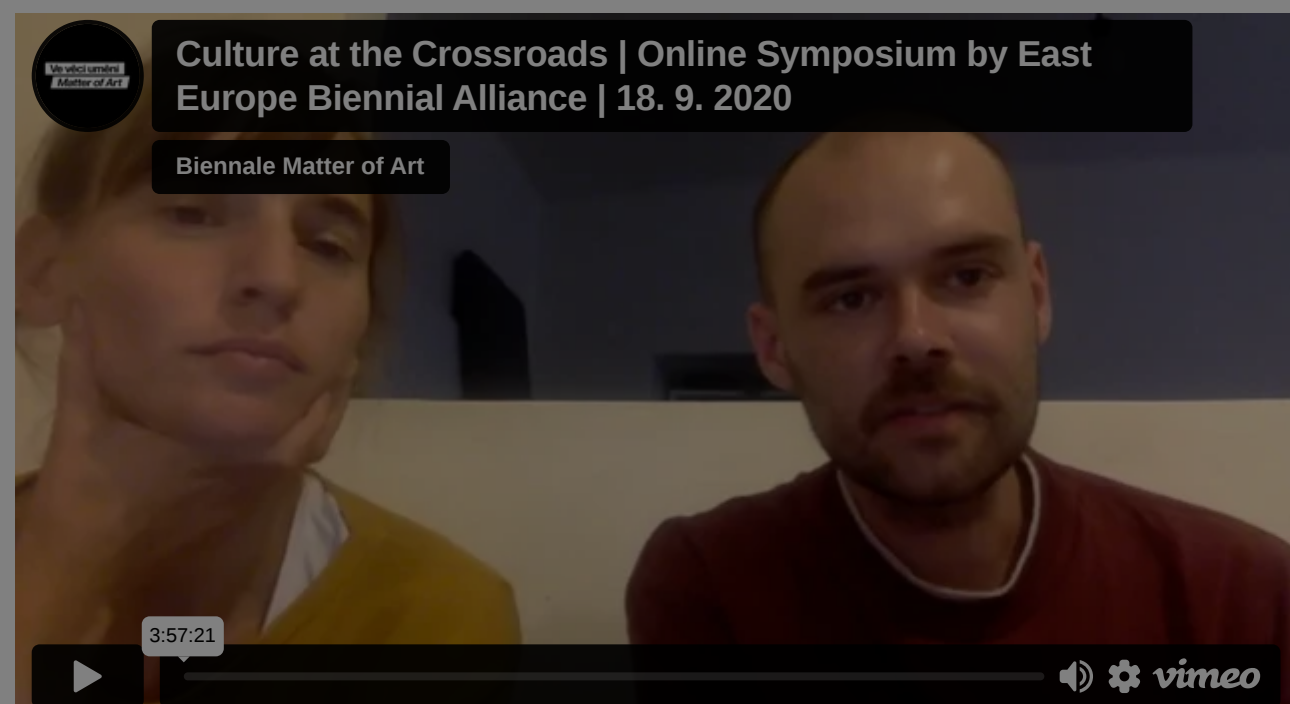 Ve věci umění
Matter of Art
Culture at the Crossroads | Online Symposium by East
Europe Biennial Alliance | 18. 9. 2020
Biennale Matter of Art
3:57:21
vimeo